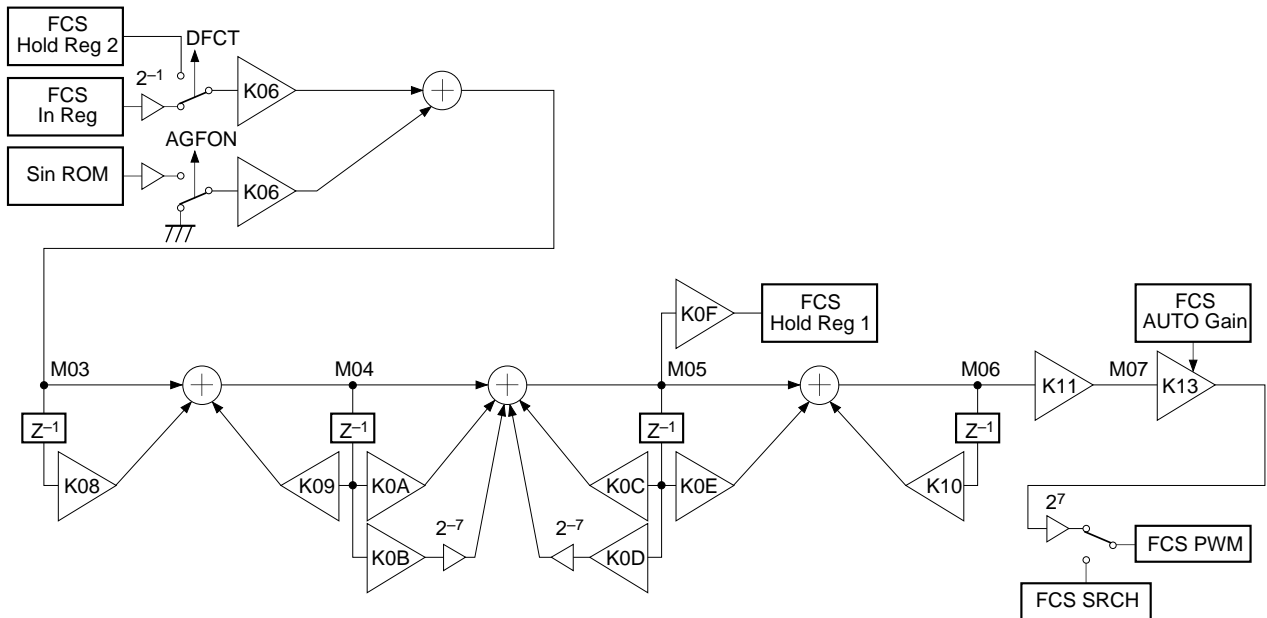 FCS
Hold Reg 2
DFCT
2–1
K06
FCS
In Reg
AGFON
Sin ROM
K06
K0F
FCS
Hold Reg 1
FCS
AUTO Gain
M03
M04
M05
M06
K11
M07
K13
Z–1
Z–1
Z–1
Z–1
K08
K09
K0A
K0C
K0E
K10
K0B
2–7
2–7
K0D
27
FCS PWM
FCS SRCH